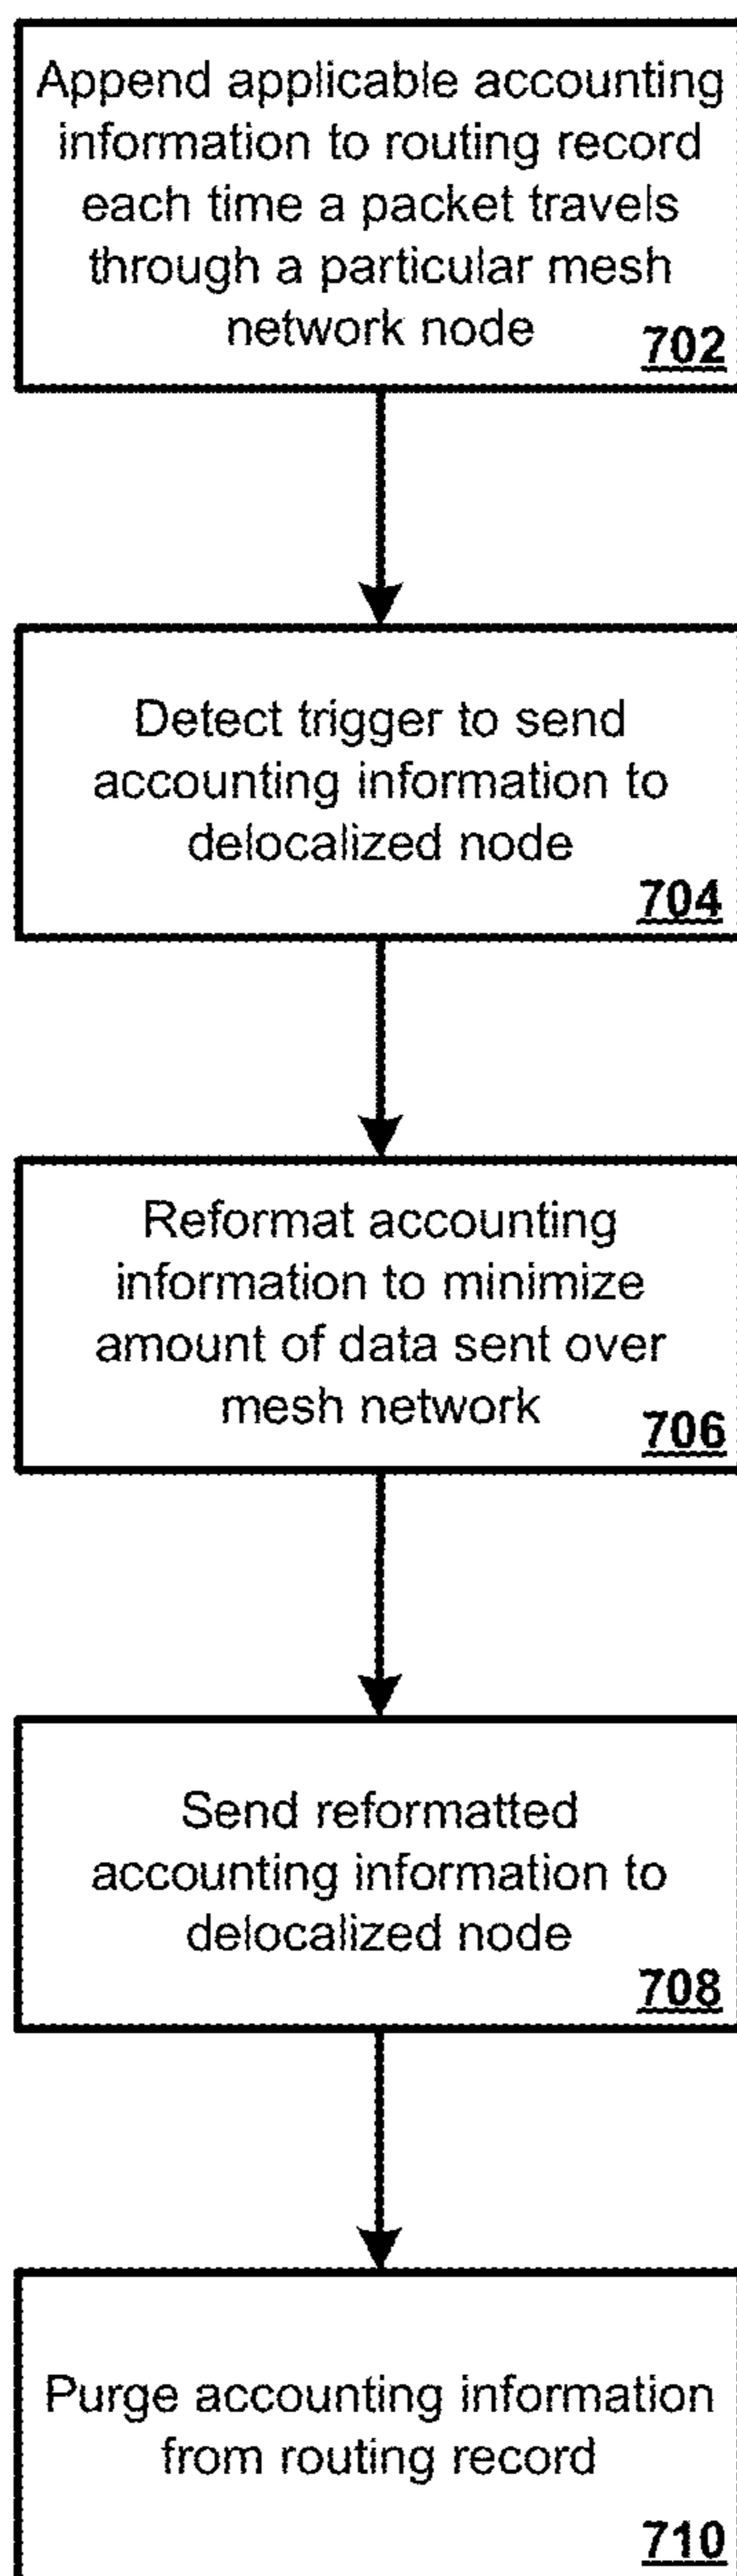 Append applicable accounting
information to routing record
each time a packet travels
through a particular mesh
network node
702
Detect trigger to send
accounting information to
delocalized node
704
Reformat accounting
information to minimize
amount of data sent over
mesh network
706
Send reformatted
accounting information to
delocalized node
708
Purge accounting information
from routing record
710